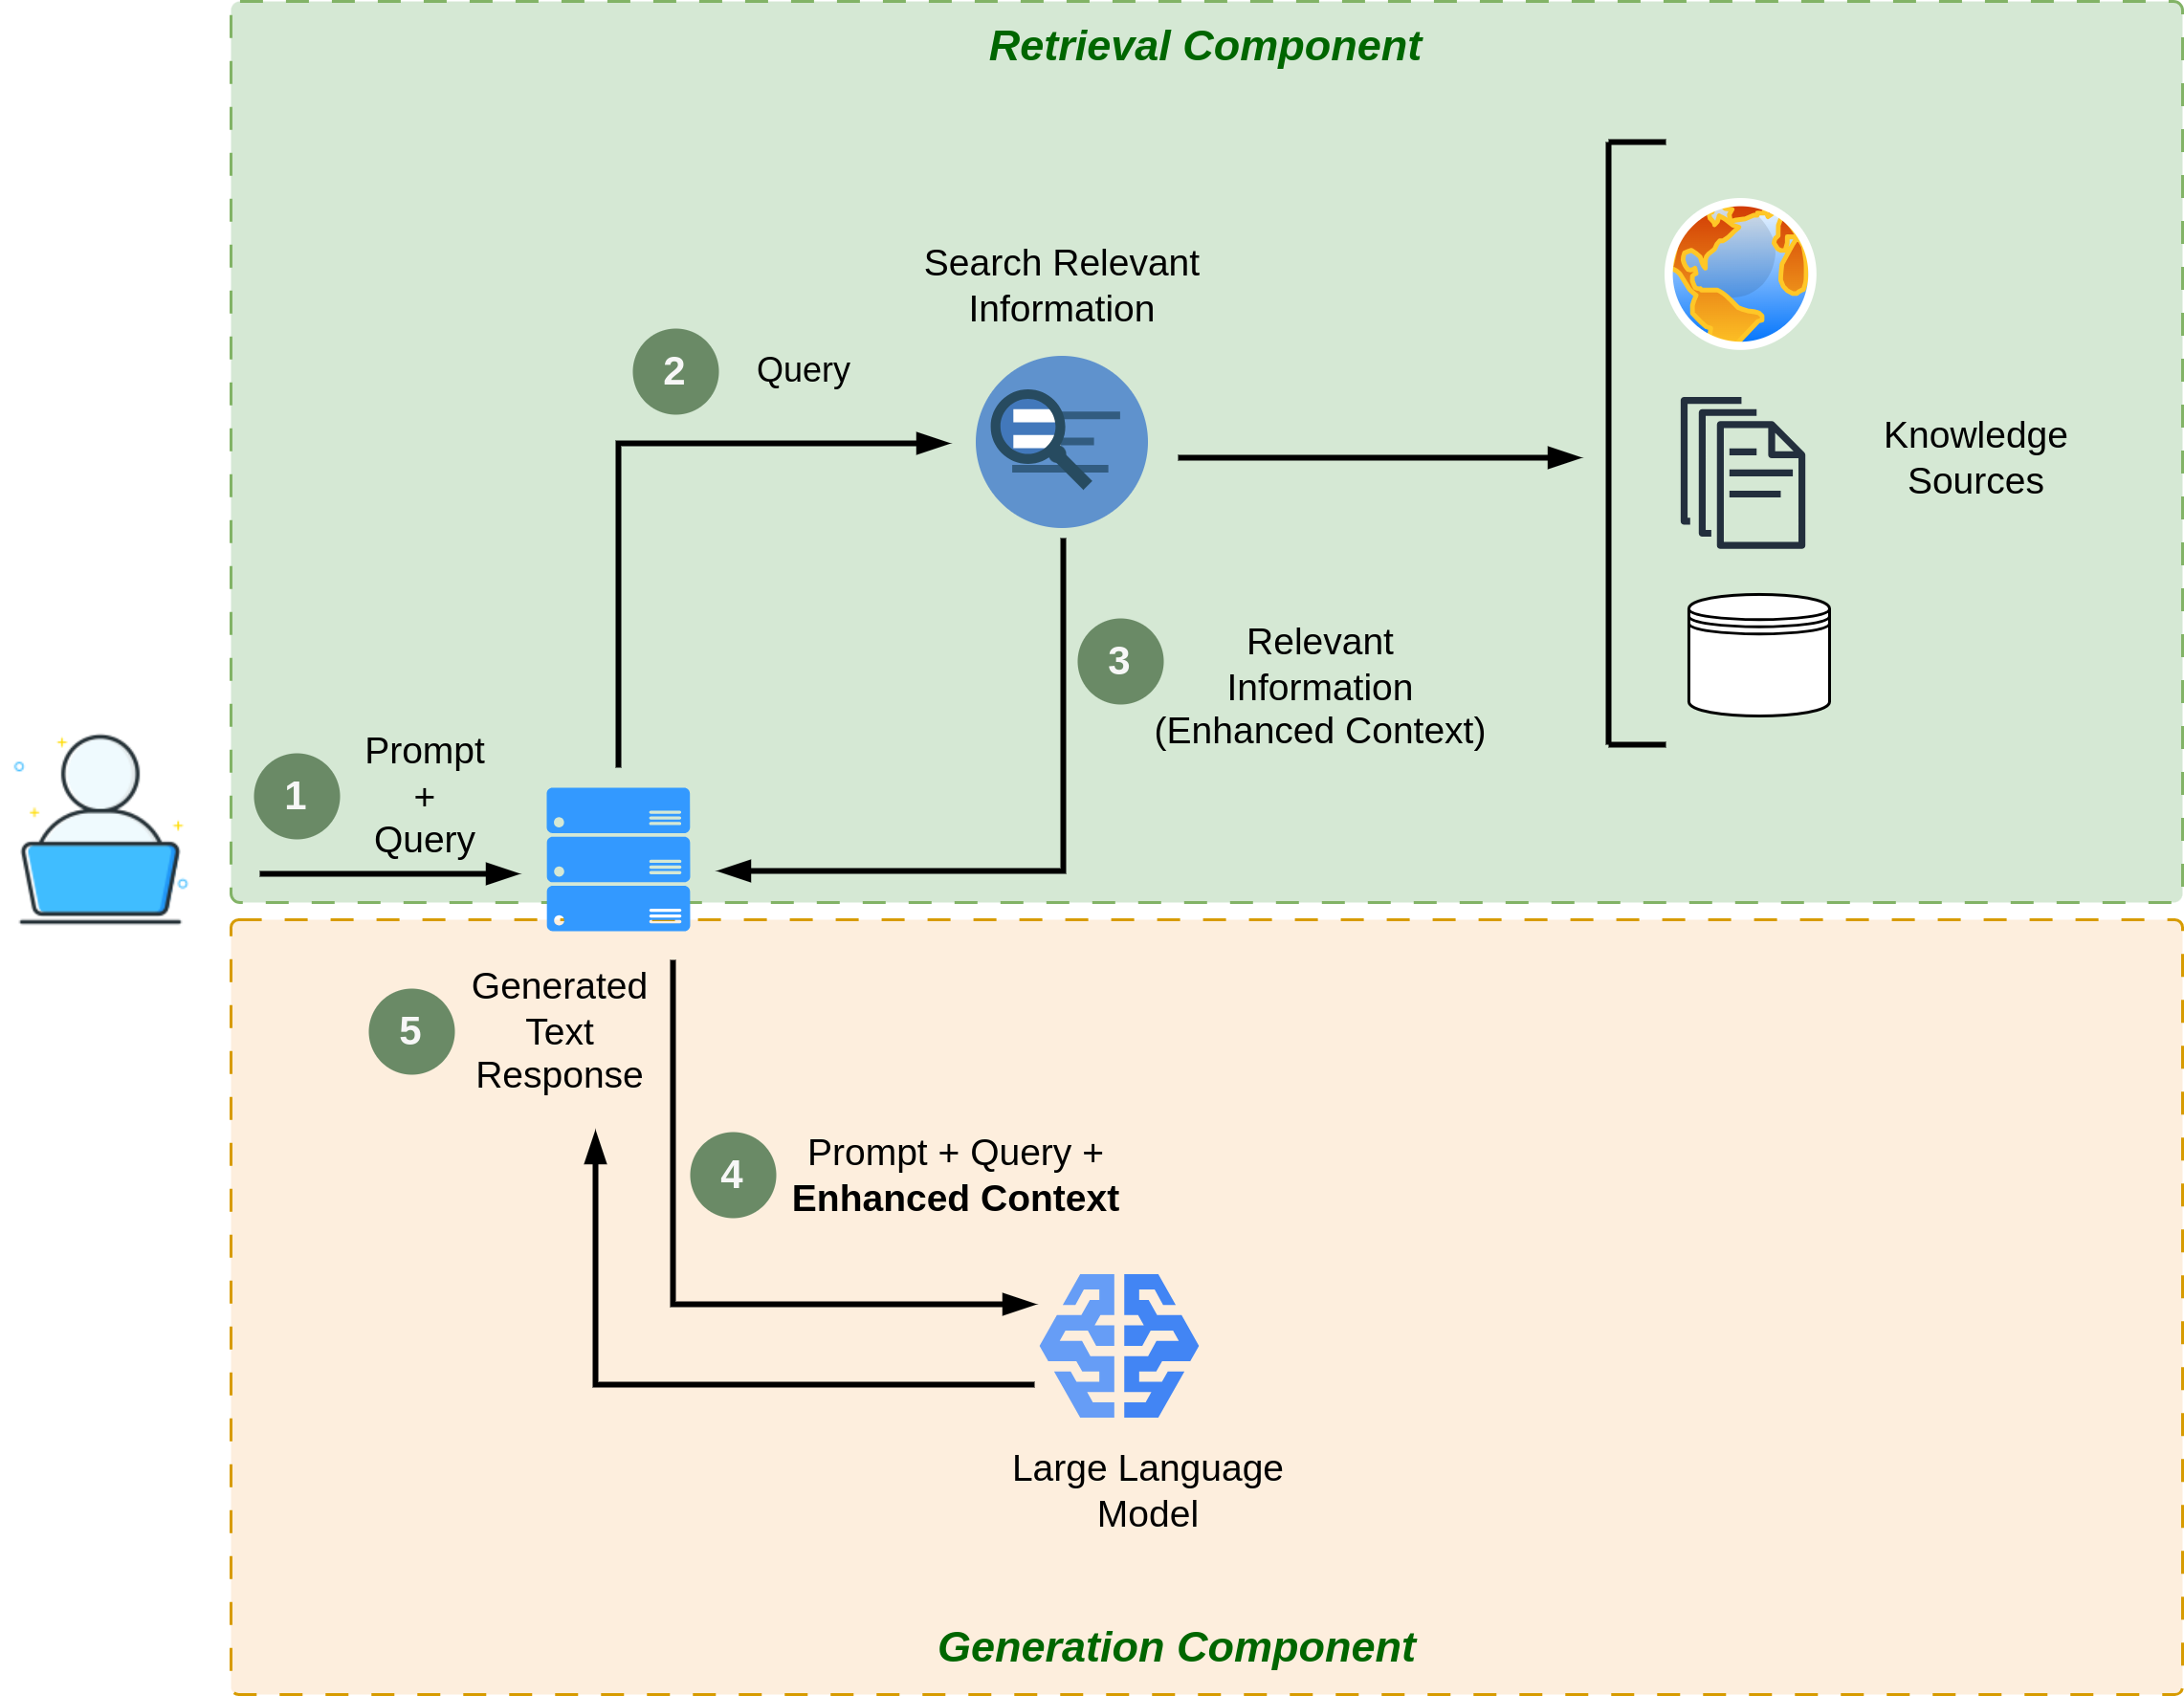 Retrieval Component
Search Relevant
Information
2
Query
Knowledge
Sources
3
Relevant
Information
(Enhanced Context)
1
Prompt
+
Query
5
Generated
Text
Response
4
Prompt + Query +
Enhanced Context
Large Language
Model
Generation Component